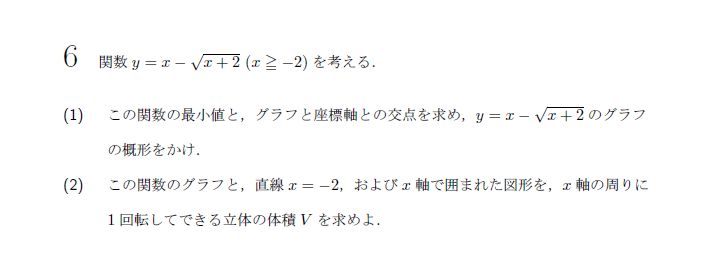 6 関数 y = x − √(x + 2) (x ≧ −2) を考える.
(1) この関数の最小値と，グラフと座標軸との交点を求め，y = x − √(x + 2) のグラフ
の概形をかけ.
(2) この関数のグラフと，直線 x = −2，および x 軸で囲まれた図形を，x 軸の周りに
1 回転してできる立体の体積 V を求めよ.